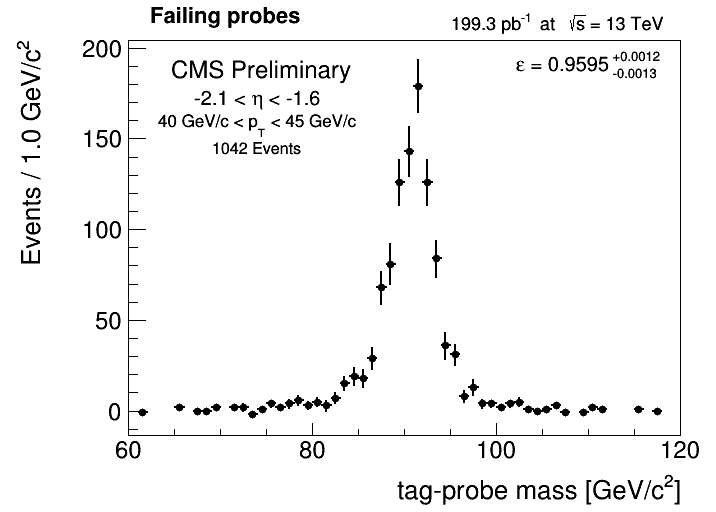 Failing probes
199.3 pb⁻¹ at √s = 13 TeV
CMS Preliminary
-2.1 < η < -1.6
40 GeV/c < p_T < 45 GeV/c
1042 Events
ε = 0.9595 +0.0012 -0.0013
Events / 1.0 GeV/c²
200
150
100
50
0
60 80 100 120
tag-probe mass [GeV/c²]